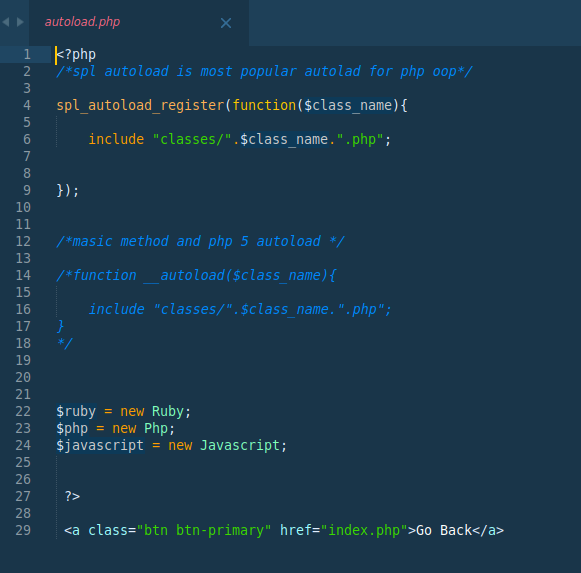 autoload.php
1 <?php
2 /*spl autoload is most popular autolad for php oop*/
3
4 spl_autoload_register(function($class_name){
5
6     include "classes/".$class_name.".php";
7
8
9 });
10
11
12 /*masic method and php 5 autoload */
13
14 /*function __autoload($class_name){
15
16     include "classes/".$class_name.".php";
17 }
18 */
19
20
21
22 $ruby = new Ruby;
23 $php = new Php;
24 $javascript = new Javascript;
25
26
27  ?>
28
29  <a class="btn btn-primary" href="index.php">Go Back</a>